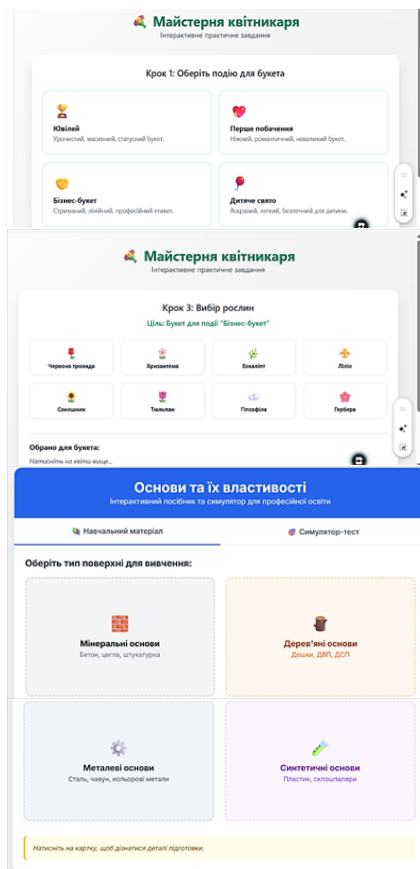 Майстерня квітникаря
Інтерактивне практичне завдання
Крок 1: Оберіть подію для букета
Ювілей
Урочистий, масивний, статусний букет.
Перше побачення
Ніжний, романтичний, невеликий букет.
Бізнес-букет
Стриманий, лінійний, професійний етикет.
Дитяче свято
Яскравий, легкий, безпечний для дитини.
Майстерня квітникаря
Інтерактивне практичне завдання
Крок 3: Вибір рослин
Ціль: Букет для події "Бізнес-букет"
Червона троянда
Хризантема
Евкаліпт
Лілія
Соняшник
Тюльпан
Гіпсофіла
Гербера
Обрано для букета:
Натисніть на квіти вище...
Основи та їх властивості
Інтерактивний посібник та симулятор для професійної освіти
Навчальний матеріал
Симулятор-тест
Оберіть тип поверхні для вивчення:
Мінеральні основи
Бетон, цегла, штукатурка
Дерев'яні основи
Дошки, ДВП, ДСП
Металеві основи
Сталь, чавун, кольорові метали
Синтетичні основи
Пластик, склошпалери
Натисніть на картку, щоб дізнатися деталі підготовки.